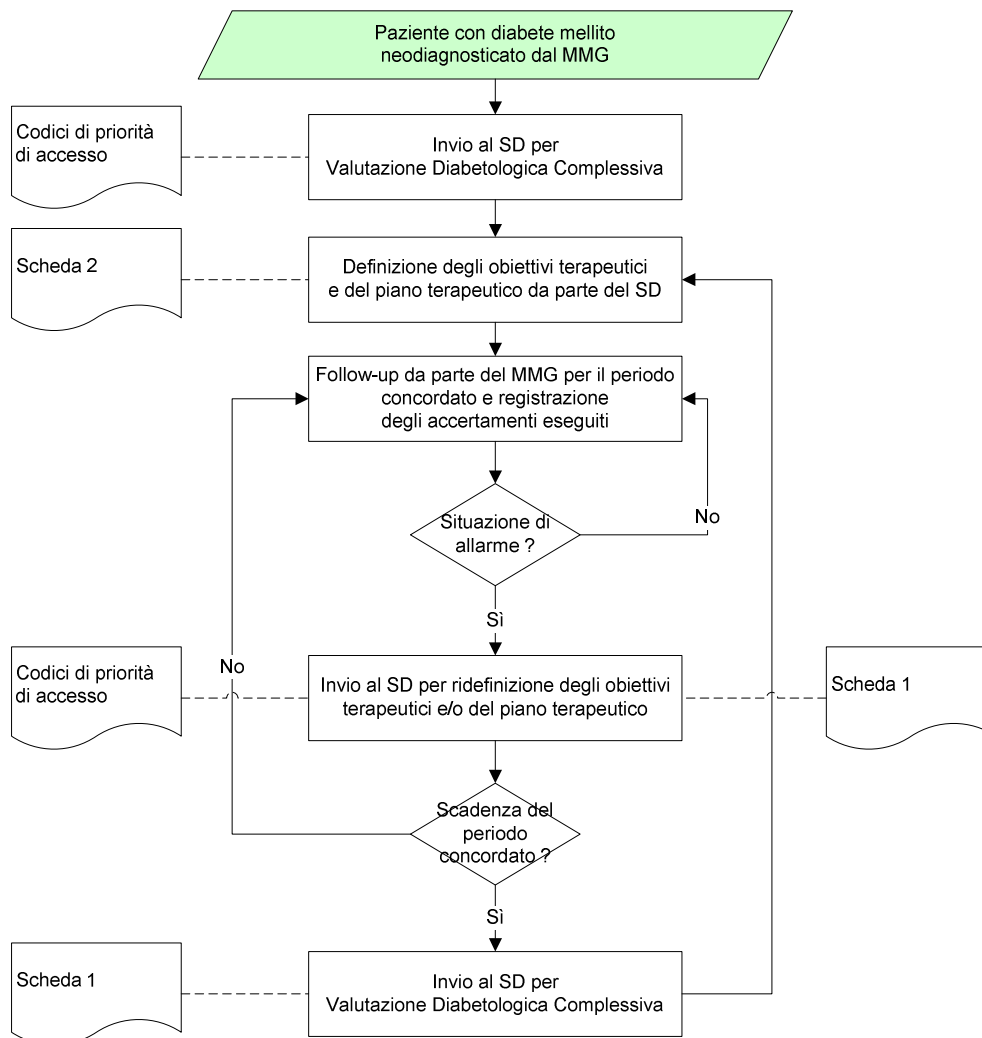 Paziente con diabete mellito
neodiagnosticato dal MMG
Codici di priorità
di accesso
Invio al SD per
Valutazione Diabetologica Complessiva
Scheda 2
Definizione degli obiettivi terapeutici
e del piano terapeutico da parte del SD
Follow-up da parte del MMG per il periodo
concordato e registrazione
degli accertamenti eseguiti
Situazione di
allarme ?
No
Sì
No
Codici di priorità
di accesso
Invio al SD per ridefinizione degli obiettivi
terapeutici e/o del piano terapeutico
Scheda 1
Scadenza del
periodo
concordato ?
Sì
Scheda 1
Invio al SD per
Valutazione Diabetologica Complessiva